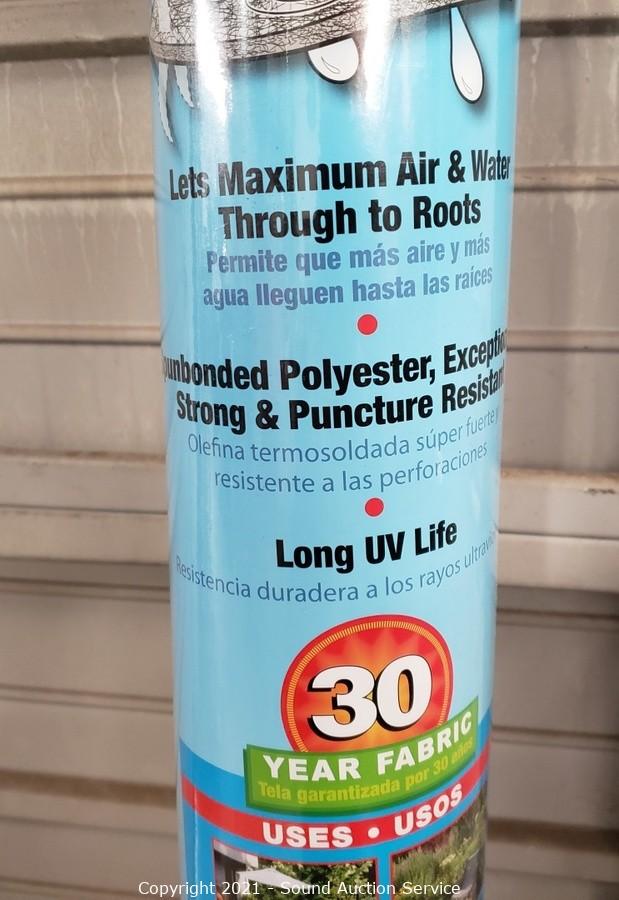 Lets Maximum Air & Water
Through to Roots
Permite que más aire y más
agua lleguen hasta las raíces
Polyester,
Strong & Puncture Resistant
Olefina termosoldada súper fuerte y
resistente a las perforaciones
Long UV Life
Resistencia duradera a los rayos
30
YEAR FABRIC
Tela garantizada por 30 años
USES • USOS
Copyright 2021 - Sound Auction Service